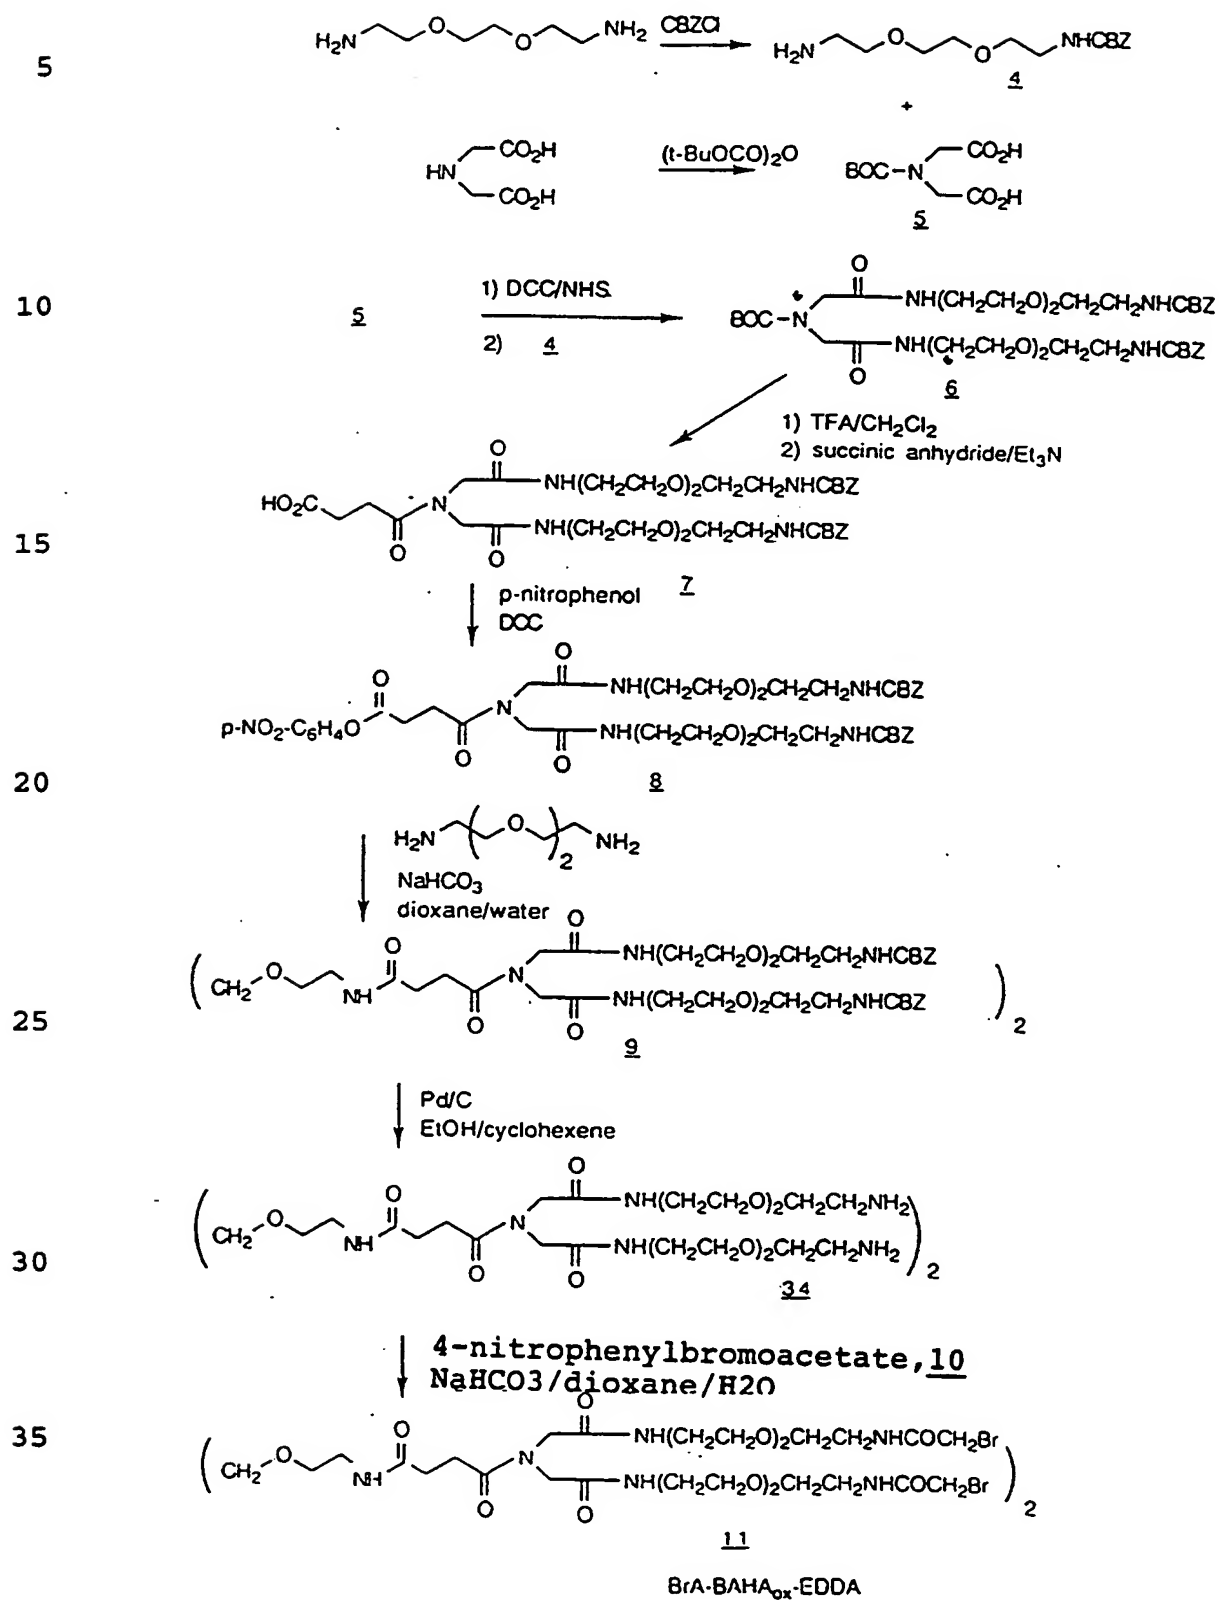 H₂N O O NH₂ CBZCl H₂N O O NHCBZ
5
4
+
HN CO₂H CO₂H (t-BuOCO)₂O BOC-N CO₂H CO₂H
5
10
5 1) DCC/NHS
2) 4
O
BOC-N NH(CH₂CH₂O)₂CH₂CH₂NHCBZ
NH(CH₂CH₂O)₂CH₂CH₂NHCBZ
O
6
1) TFA/CH₂Cl₂
2) succinic anhydride/Et₃N
O
HO₂C N NH(CH₂CH₂O)₂CH₂CH₂NHCBZ
NH(CH₂CH₂O)₂CH₂CH₂NHCBZ
15
O O
7
p-nitrophenol
DCC
O
O N NH(CH₂CH₂O)₂CH₂CH₂NHCBZ
p-NO₂-C₆H₄O NH(CH₂CH₂O)₂CH₂CH₂NHCBZ
O O
8
20
H₂N ( O )₂ NH₂
NaHCO₃
dioxane/water
O
O N NH(CH₂CH₂O)₂CH₂CH₂NHCBZ
( CH₂ O NH NH(CH₂CH₂O)₂CH₂CH₂NHCBZ )₂
25
O O
9
Pd/C
EtOH/cyclohexene
O
O N NH(CH₂CH₂O)₂CH₂CH₂NH₂
( CH₂ O NH NH(CH₂CH₂O)₂CH₂CH₂NH₂ )₂
30
O O
34
4-nitrophenylbromoacetate,10
NaHCO3/dioxane/H2O
O
35
O N NH(CH₂CH₂O)₂CH₂CH₂NHCOCH₂Br
( CH₂ O NH NH(CH₂CH₂O)₂CH₂CH₂NHCOCH₂Br )₂
O O
11
BrA-BAHAox-EDDA